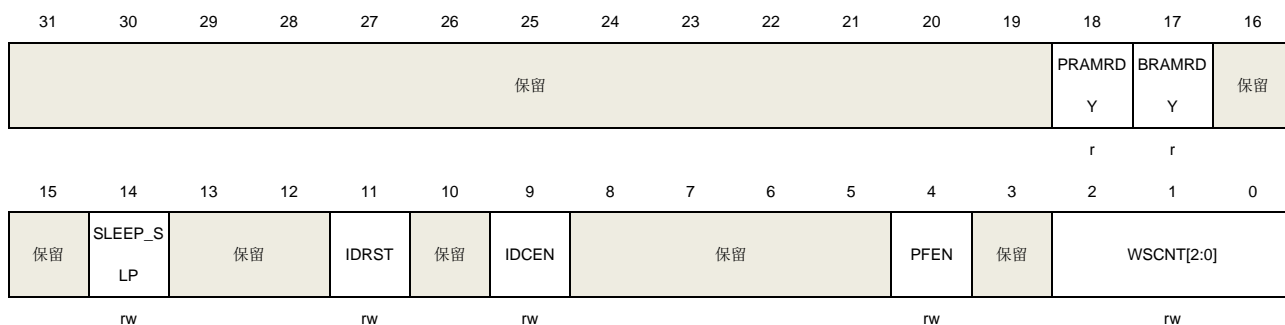 31 30 29 28 27 26 25 24 23 22 21 20 19 18 17 16
保留 PRAMRD BRAMRD 保留
Y Y
r r
15 14 13 12 11 10 9 8 7 6 5 4 3 2 1 0
保留 SLEEP_S 保留 IDRST 保留 IDCEN 保留 PFEN 保留 WSCNT[2:0]
LP
rw rw rw rw rw